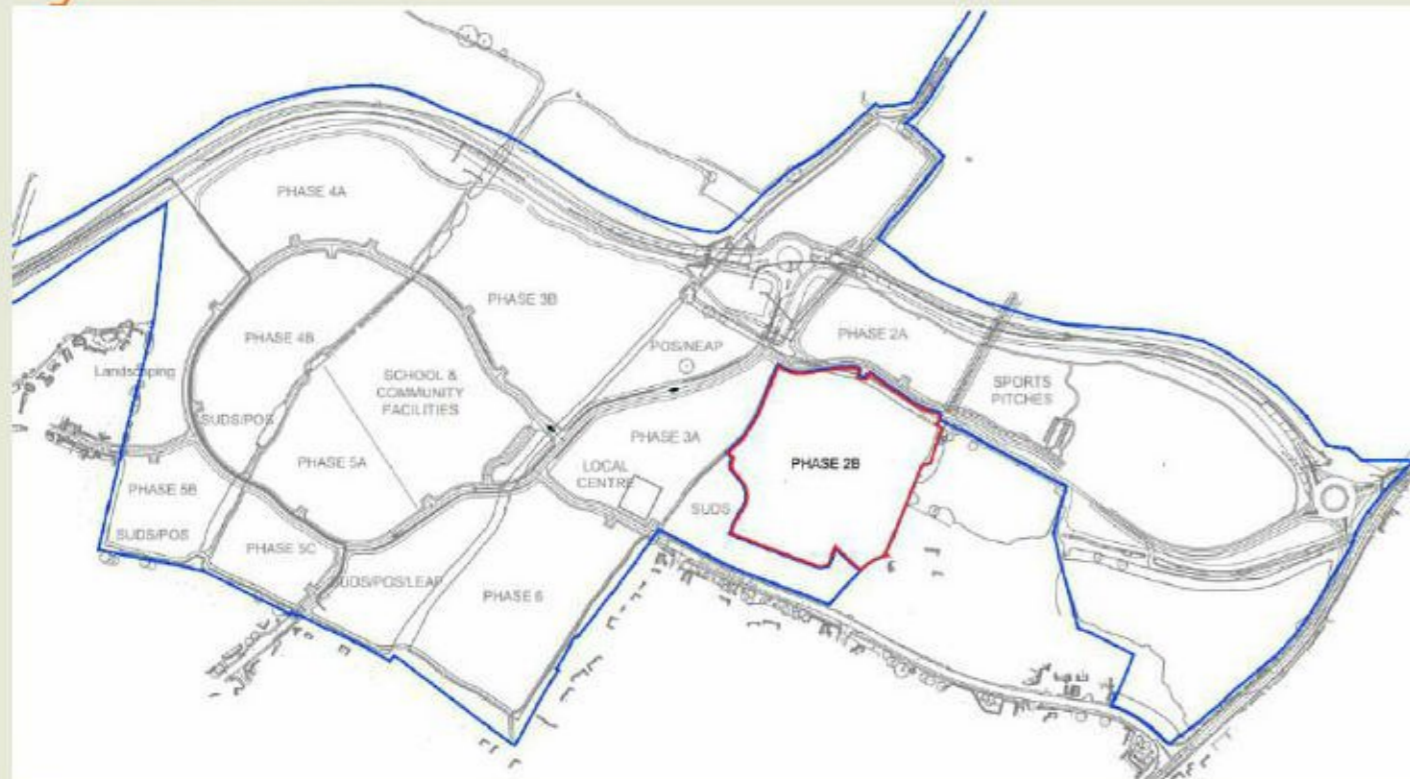 PHASE 4A
PHASE 3B
PHASE 2A
PHASE 4B
POS/NEAP
Landscaping
SCHOOL &
COMMUNITY
FACILITIES
SPORTS
PITCHES
SUDS/POS
PHASE 3A
PHASE 5A
LOCAL
CENTRE
PHASE 2B
PHASE 5B
SUDS
SUDS/POS
PHASE 5C
SUDS/POS/LEAP
PHASE 6